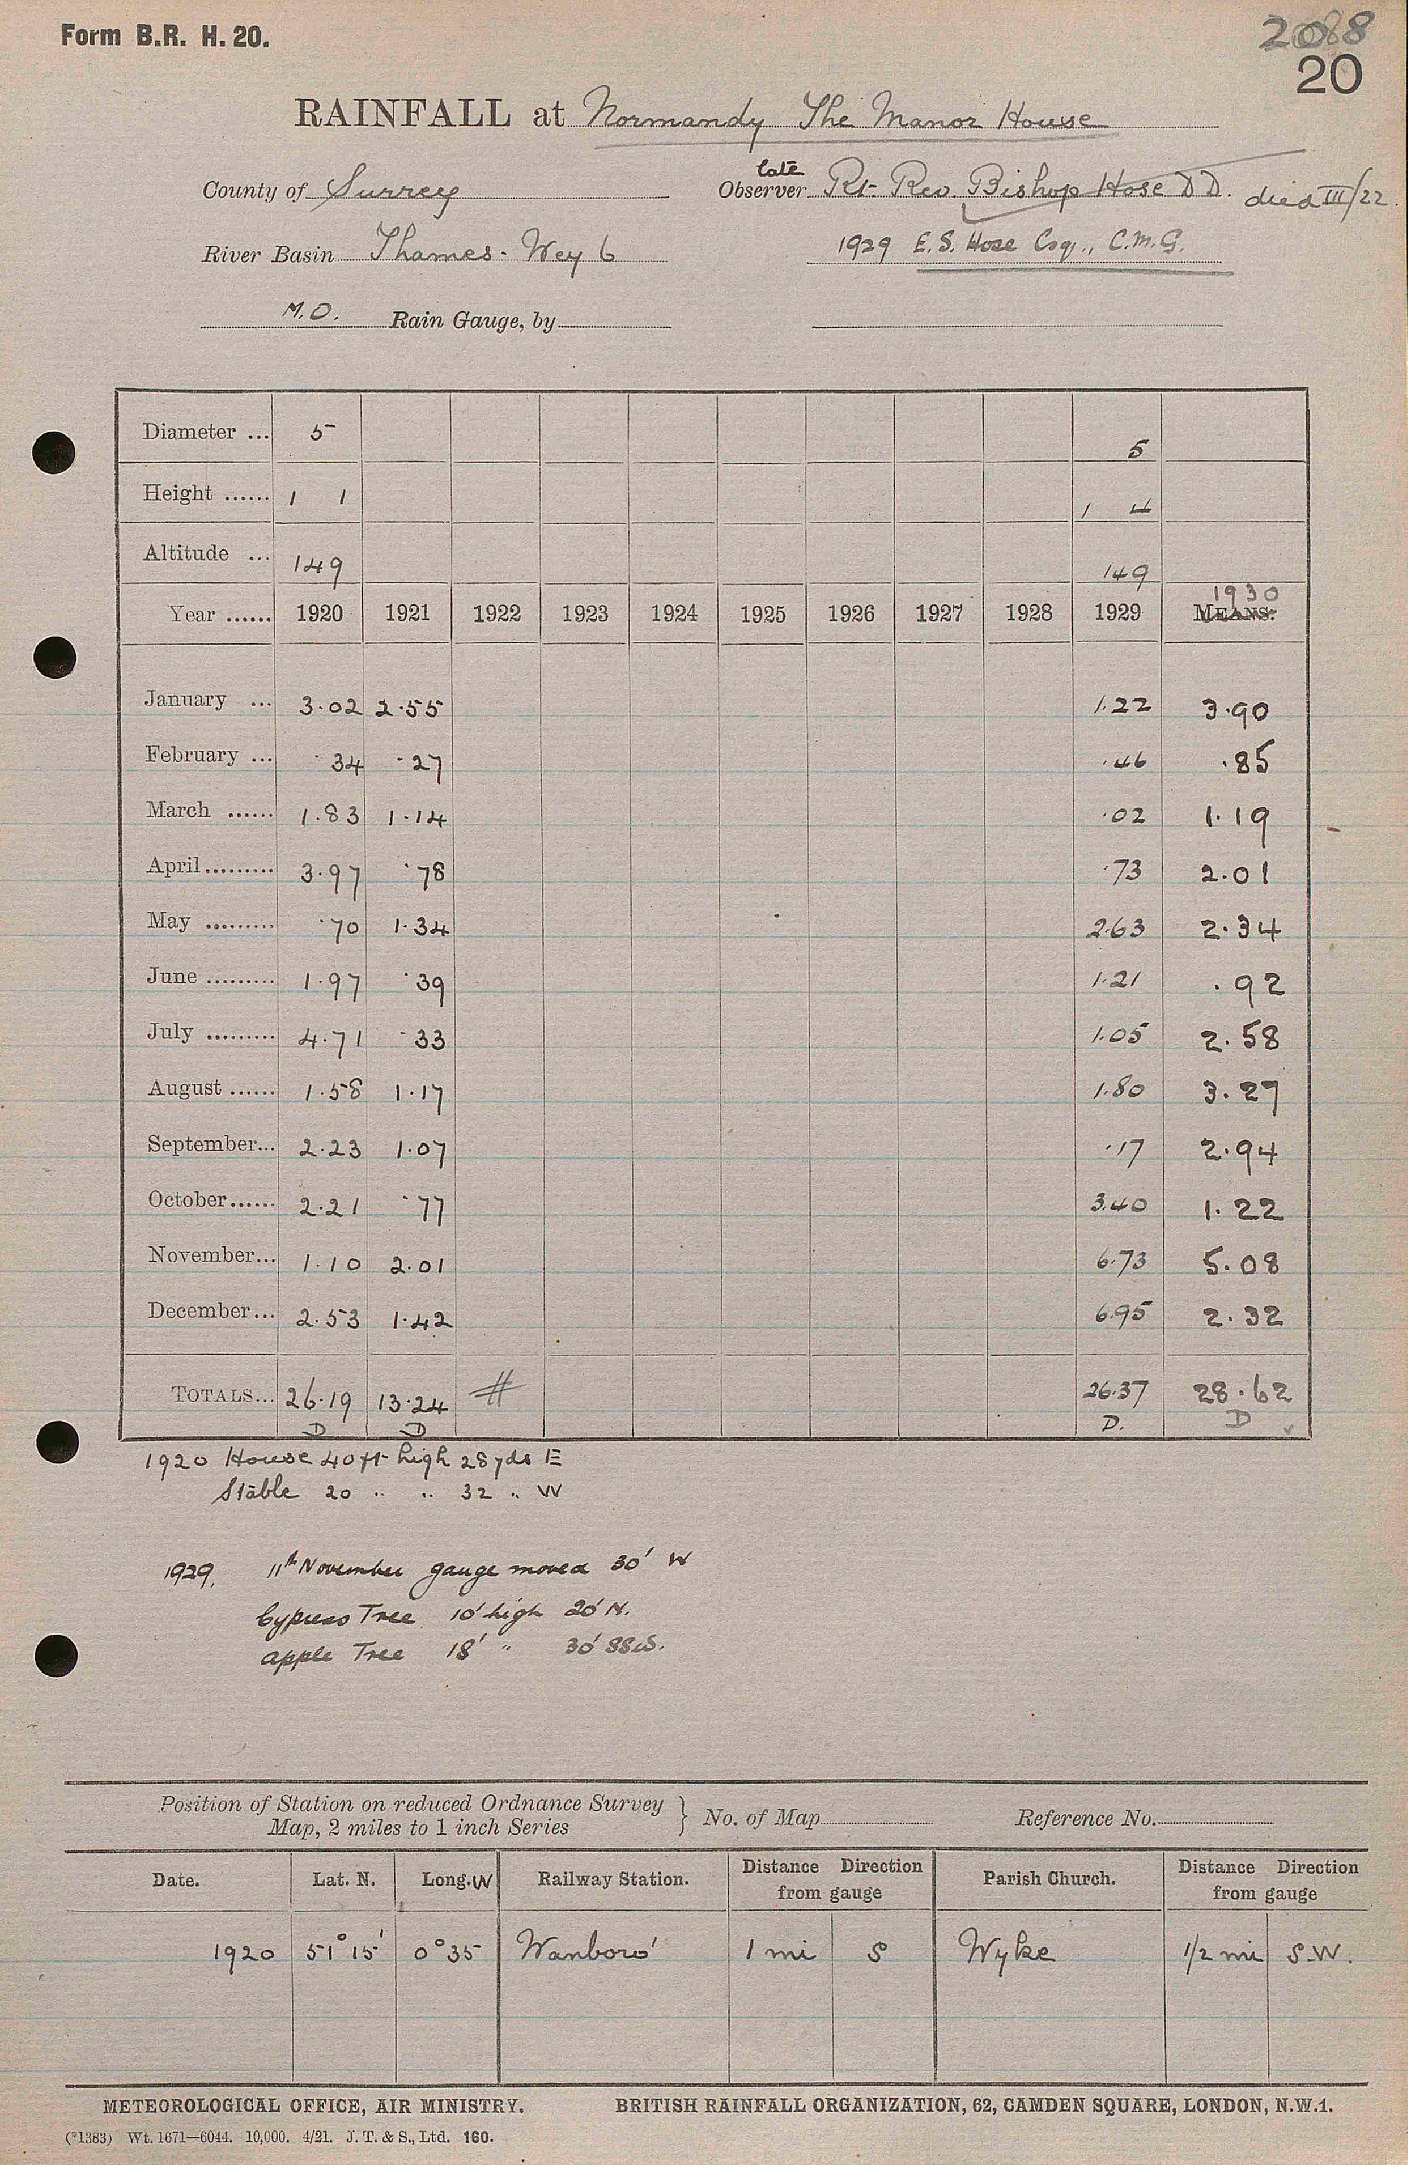 Form B.R. H. 20.
2088
20
RAINFALL at Normandy The Manor House
County of Surrey
late
Observer Rt. Rev. Bishop Hose D D. died III/22
River Basin Thames - Wey 6
1929 E. S. Hose Esq., C.M.G.
M.O. Rain Gauge, by
Diameter ... 5 5
Height ...... 1 1 1 4
Altitude ... 149 149
1930
Year ...... 1920 1921 1922 1923 1924 1925 1926 1927 1928 1929 MEANS.
January ... 3.02 2.55 1.22 3.90
February ... .34 .27 .46 .85
March ...... 1.83 1.14 .02 1.19
April ......... 3.97 .78 .73 2.01
May ......... .70 1.34 2.63 2.34
June ......... 1.97 .39 1.21 .92
July ......... 4.71 .33 1.05 2.58
August ...... 1.58 1.17 1.80 3.27
September... 2.23 1.07 .17 2.94
October...... 2.21 .77 3.40 1.22
November... 1.10 2.01 6.73 5.08
December... 2.53 1.42 6.95 2.32
TOTALS... 26.19 13.24 # 26.37 28.62
D D D. D
1920 House 40 ft high 28 yds E
Stable 20 " " 32 " W
1929. 11th November gauge moved 30' W
Cypress Tree 10' high 20' N.
apple Tree 18' " 30' SSW.
Position of Station on reduced Ordnance Survey
Map, 2 miles to 1 inch Series } No. of Map Reference No.
Date. Lat. N. Long. W Railway Station. Distance Direction from gauge Parish Church. Distance Direction from gauge
1920 51° 15' 0° 35 Wanboro' 1 mi S Wyke 1/2 mi S.W.
METEOROLOGICAL OFFICE, AIR MINISTRY. BRITISH RAINFALL ORGANIZATION, 62, CAMDEN SQUARE, LONDON, N.W.1.
(*1383) Wt. 1671—6044. 10,000. 4/21. J. T. & S., Ltd. 160.